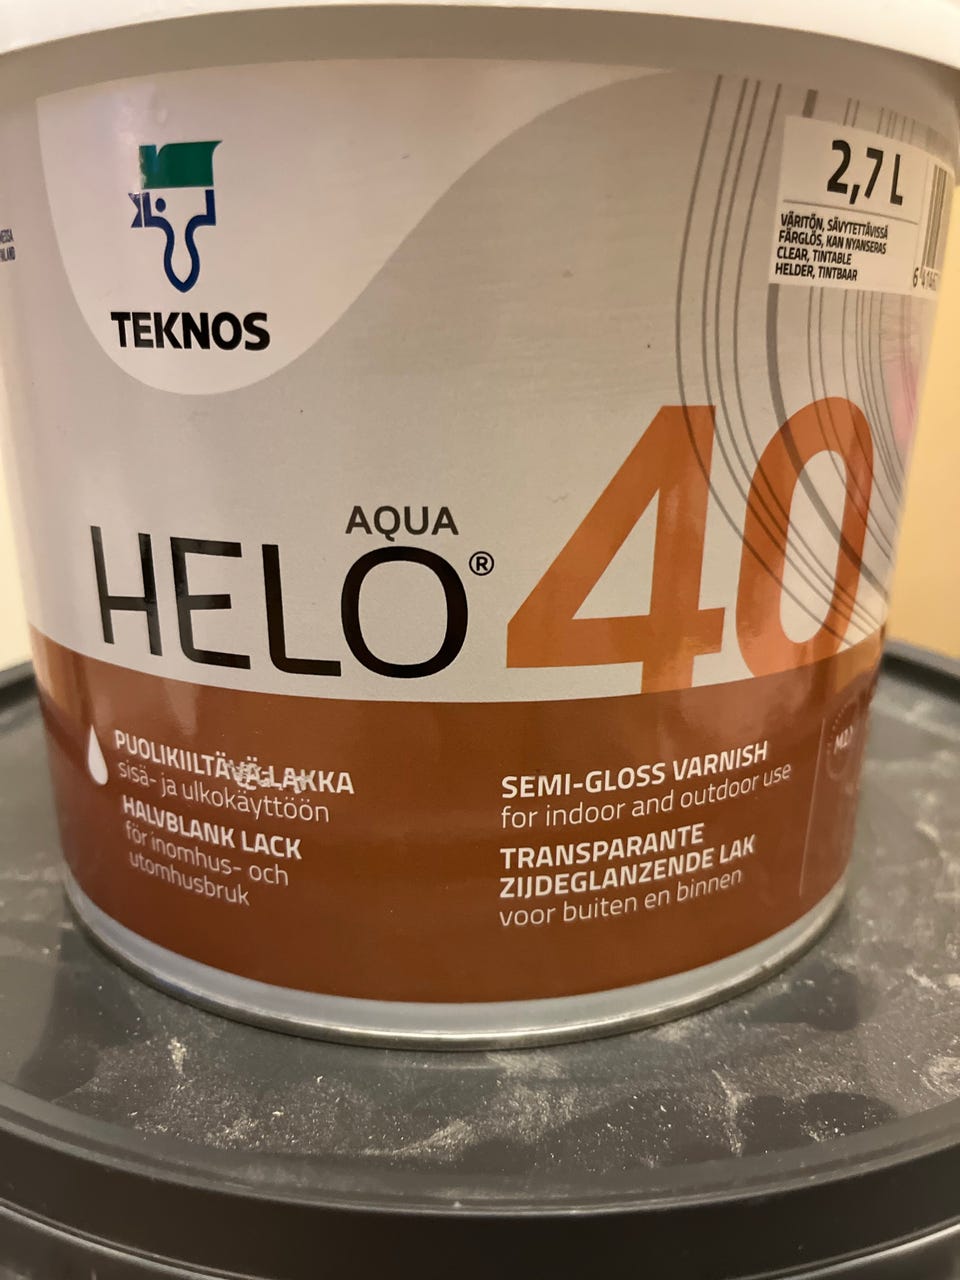 TEKNOS
2,7 L
VÄRITÖN, SÄVYTETTÄVISSÄ
FÄRGLÖS, KAN NYANSERAS
CLEAR, TINTABLE
HELDER, TINTBAAR
AQUA
HELO® 40
PUOLIKIILTÄVÄ LAKKA
sisä- ja ulkokäyttöön
HALVBLANK LACK
för inomhus- och
utomhusbruk
SEMI-GLOSS VARNISH
for indoor and outdoor use
TRANSPARANTE
ZIJDEGLANZENDE LAK
voor buiten en binnen